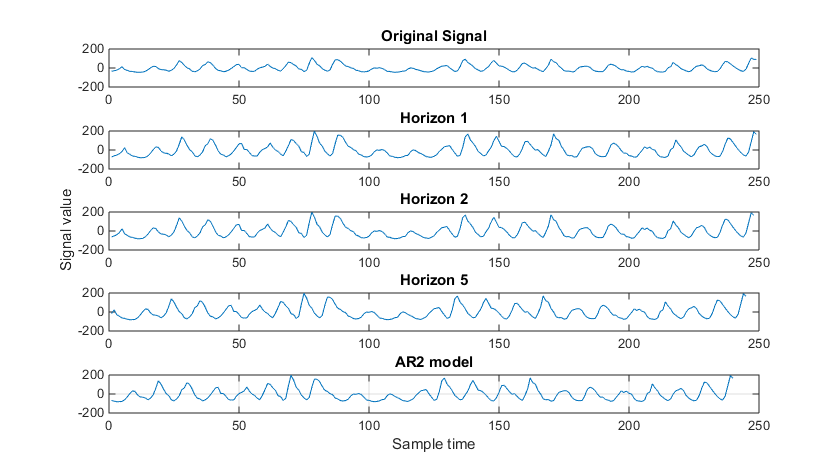 Original Signal
200
0
-200
0 50 100 150 200 250
Horizon 1
200
0
-200
0 50 100 150 200 250
Horizon 2
200
0
-200
0 50 100 150 200 250
Signal value
Horizon 5
200
0
-200
0 50 100 150 200 250
AR2 model
200
0
-200
0 50 100 150 200 250
Sample time